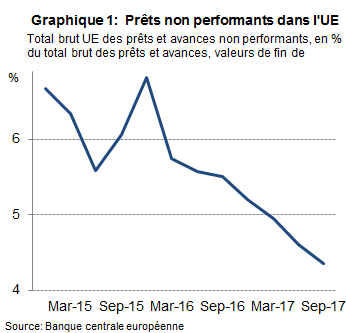 Graphique 1: Prêts non performants dans l'UE
Total brut UE des prêts et avances non performants, en %
du total brut des prêts et avances, valeurs de fin de
%
6
5
4
Mar-15 Sep-15 Mar-16 Sep-16 Mar-17 Sep-17
Source: Banque centrale européenne